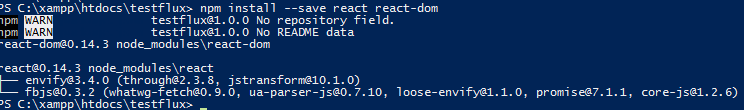 PS C:\xampp\htdocs\testflux> npm install --save react react-dom
npm WARN testflux@1.0.0 No repository field.
npm WARN testflux@1.0.0 No README data
react-dom@0.14.3 node_modules\react-dom
react@0.14.3 node_modules\react
├── envify@3.4.0 (through@2.3.8, jstransform@10.1.0)
└── fbjs@0.3.2 (whatwg-fetch@0.9.0, ua-parser-js@0.7.10, loose-envify@1.1.0, promise@7.1.1, core-js@1.2.6)
PS C:\xampp\htdocs\testflux>